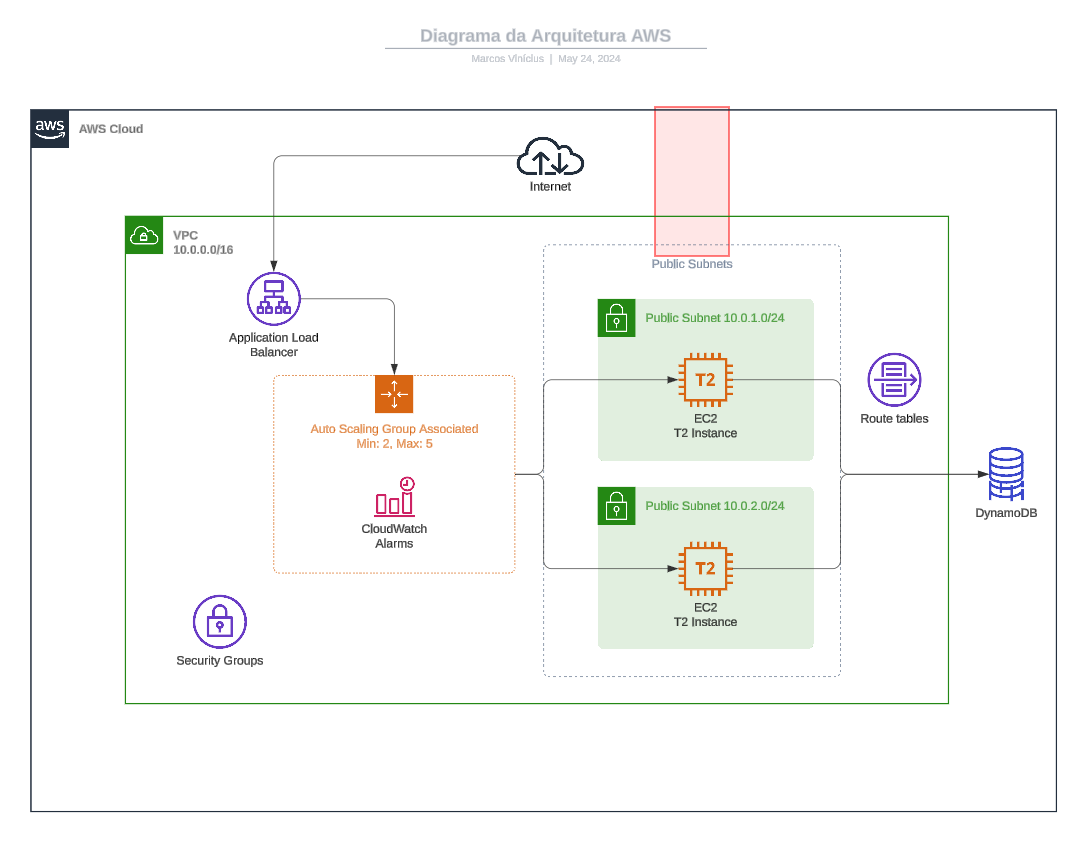 Diagrama da Arquitetura AWS
Marcos Vinícius | May 24, 2024
aws
AWS Cloud
Internet
VPC
10.0.0.0/16
Public Subnets
Application Load
Balancer
Public Subnet 10.0.1.0/24
T2
EC2
T2 Instance
Route tables
Auto Scaling Group Associated
Min: 2, Max: 5
CloudWatch
Alarms
DynamoDB
Public Subnet 10.0.2.0/24
T2
EC2
T2 Instance
Security Groups